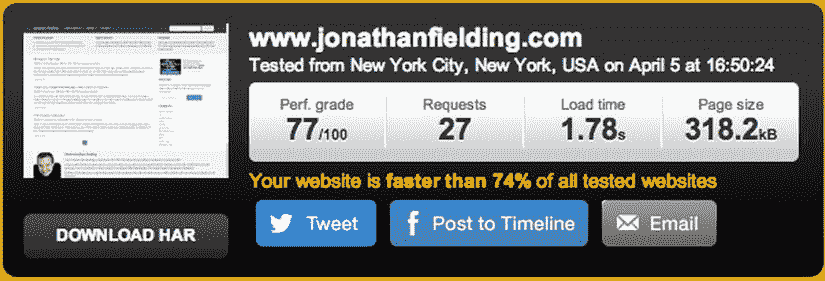 www.jonathanfielding.com
Tested from New York City, New York, USA on April 5 at 16:50:24
Perf. grade Requests Load time Page size
77/100 27 1.78s 318.2kB
Your website is faster than 74% of all tested websites
DOWNLOAD HAR Tweet Post to Timeline Email